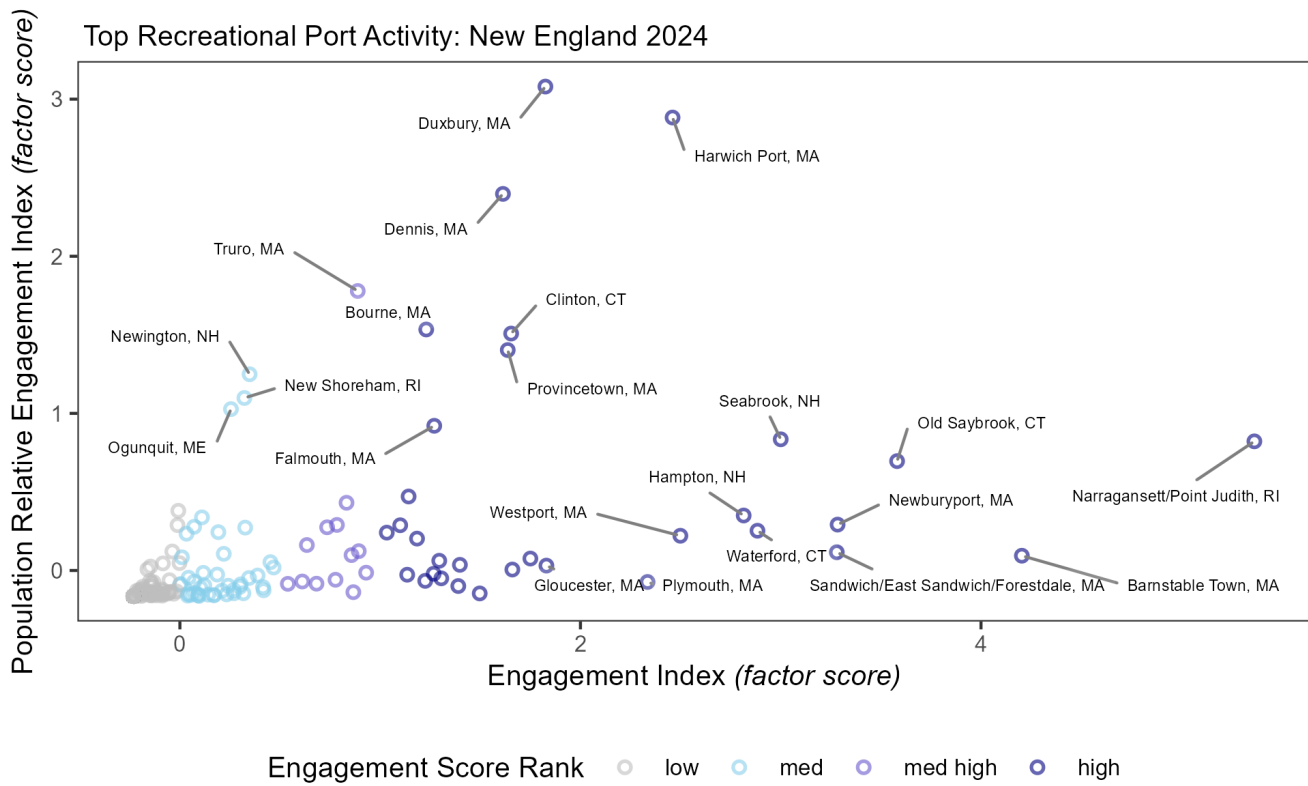 Top Recreational Port Activity: New England 2024
Population Relative Engagement Index (factor score)
3
2
1
0
Duxbury, MA
Harwich Port, MA
Dennis, MA
Truro, MA
Clinton, CT
Bourne, MA
Newington, NH
New Shoreham, RI
Provincetown, MA
Seabrook, NH
Old Saybrook, CT
Ogunquit, ME
Falmouth, MA
Hampton, NH
Narragansett/Point Judith, RI
Newburyport, MA
Westport, MA
Waterford, CT
Gloucester, MA
Plymouth, MA
Sandwich/East Sandwich/Forestdale, MA
Barnstable Town, MA
0
2
4
Engagement Index (factor score)
Engagement Score Rank
low
med
med high
high